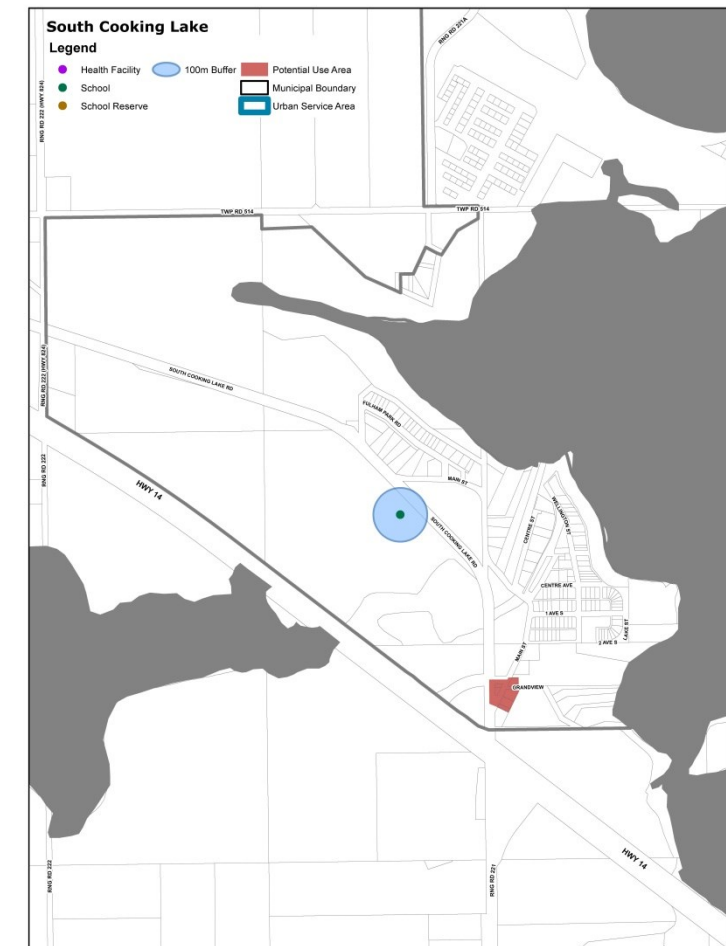 South Cooking Lake
Legend
Health Facility
100m Buffer
Potential Use Area
School
Municipal Boundary
School Reserve
Urban Service Area
RNG RD 222 (HWY 824)
RNG RD 221A
TWP RD 514
TWP RD 514
RNG RD 222 (HWY 824)
SOUTH COOKING LAKE RD
FULHAM PARK RD
RNG RD 222
HWY 14
MAIN ST
SOUTH COOKING LAKE RD
CENTRE ST
WELLINGTON ST
CENTRE AVE
1 AVE S
LAKE ST
2 AVE S
MAIN ST
GRANDVIEW
HWY 14
RNG RD 222
RNG RD 221